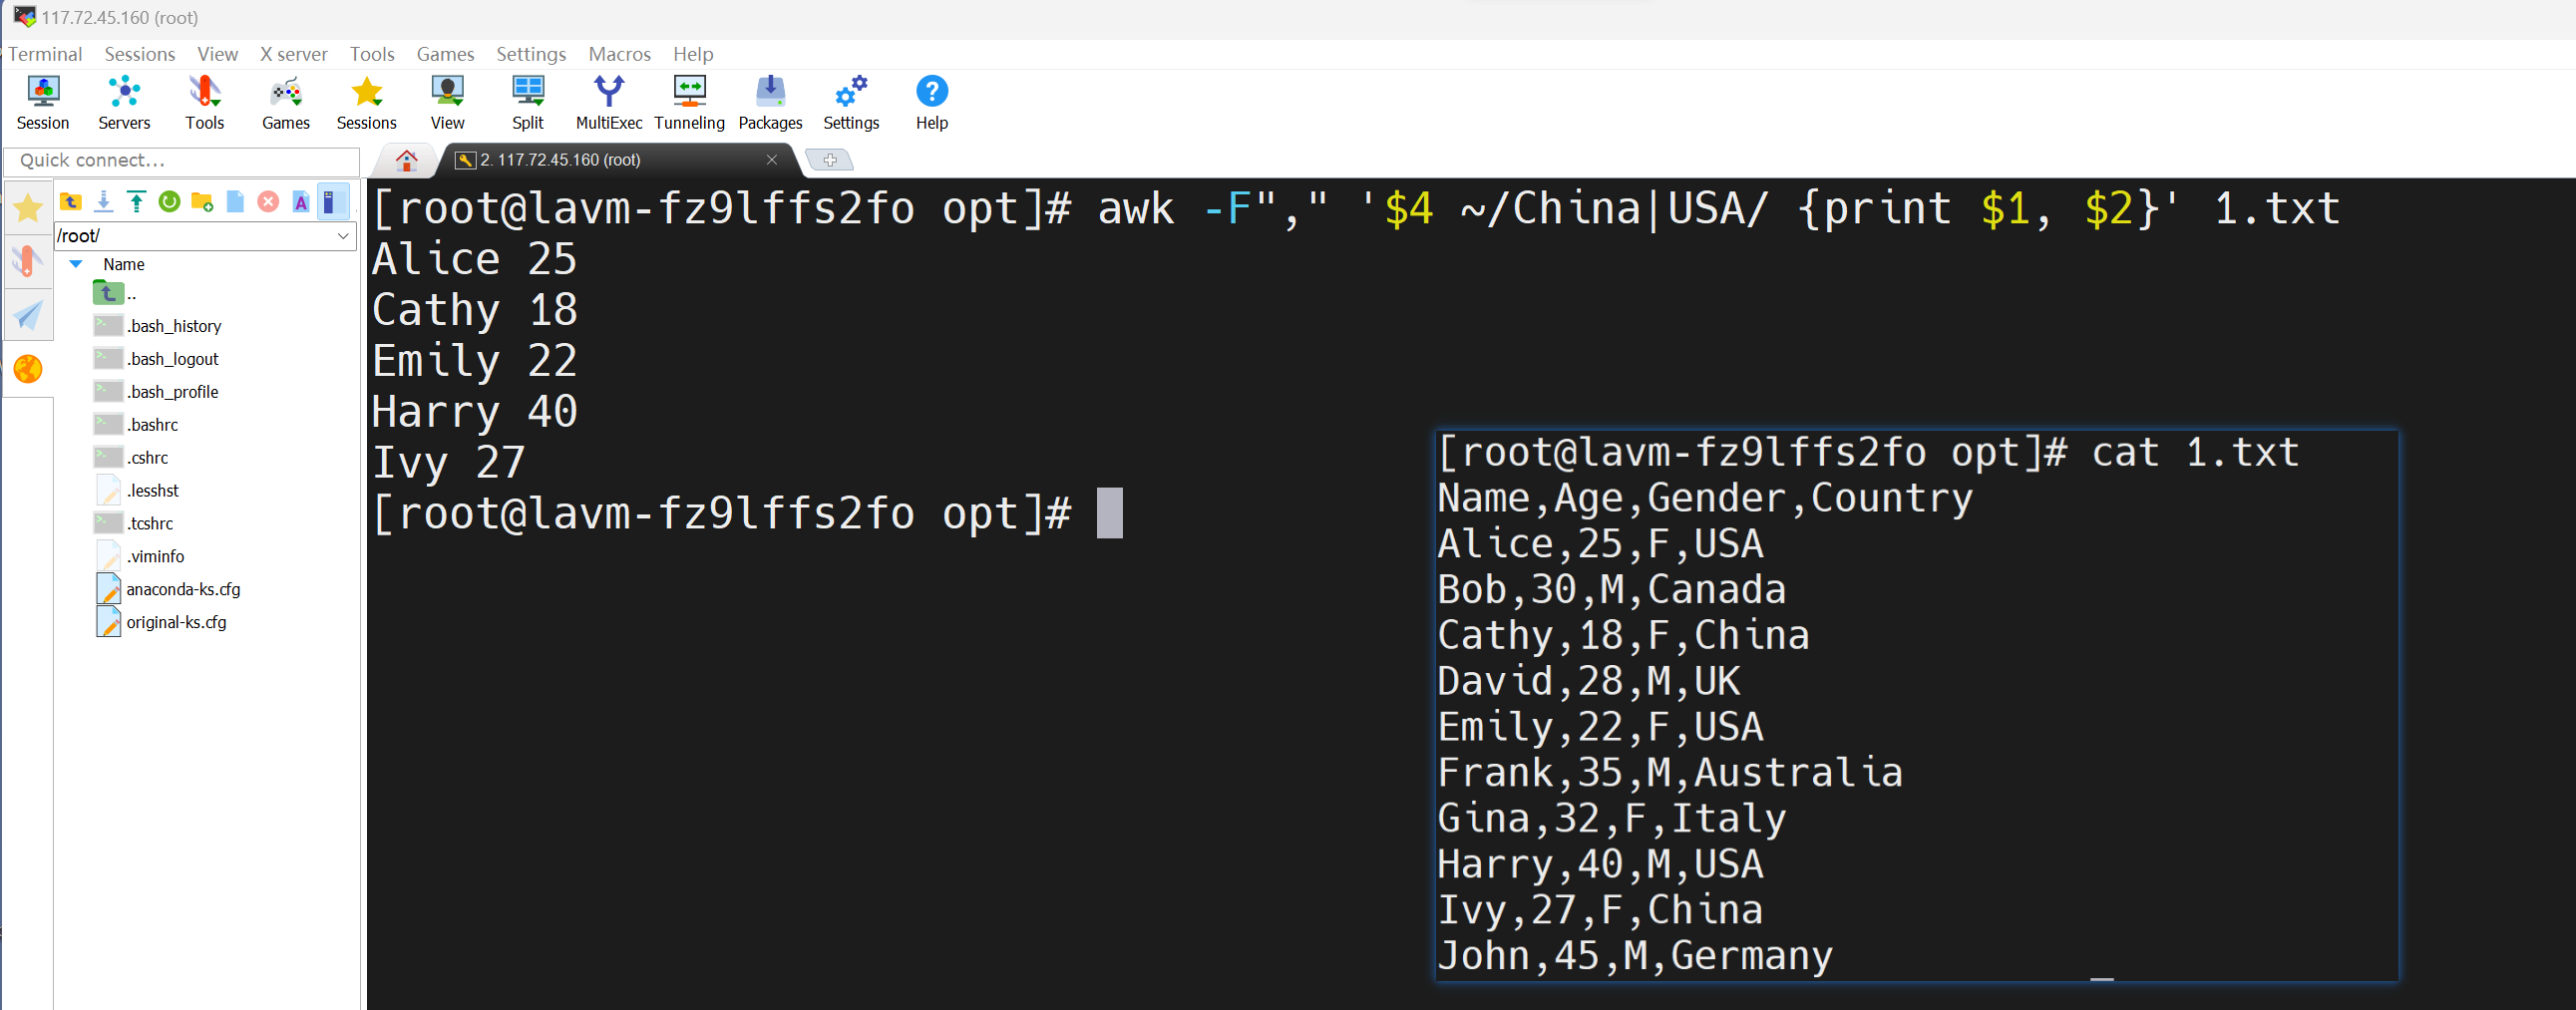 117.72.45.160 (root)
Terminal Sessions View X server Tools Games Settings Macros Help
Session Servers Tools Games Sessions View Split MultiExec Tunneling Packages Settings Help
Quick connect...
2. 117.72.45.160 (root)
/root/
Name
..
.bash_history
.bash_logout
.bash_profile
.bashrc
.cshrc
.lesshst
.tcshrc
.viminfo
anaconda-ks.cfg
original-ks.cfg
[root@lavm-fz9lffs2fo opt]# awk -F"," '$4 ~/China|USA/ {print $1, $2}' 1.txt
Alice 25
Cathy 18
Emily 22
Harry 40
Ivy 27
[root@lavm-fz9lffs2fo opt]#
[root@lavm-fz9lffs2fo opt]# cat 1.txt
Name,Age,Gender,Country
Alice,25,F,USA
Bob,30,M,Canada
Cathy,18,F,China
David,28,M,UK
Emily,22,F,USA
Frank,35,M,Australia
Gina,32,F,Italy
Harry,40,M,USA
Ivy,27,F,China
John,45,M,Germany